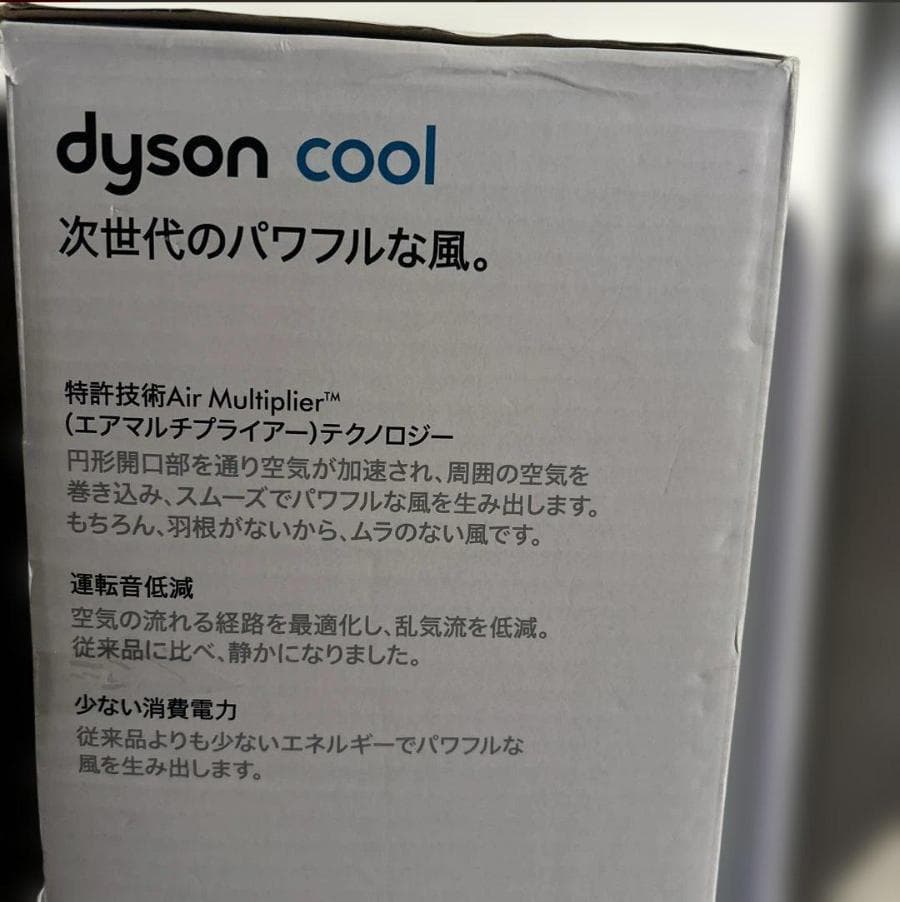 dyson cool
次世代のパワフルな風。
特許技術Air Multiplier™
(エアマルチプライアー)テクノロジー
円形開口部を通り空気が加速され、周囲の空気を
巻き込み、スムーズでパワフルな風を生み出します。
もちろん、羽根がないから、ムラのない風です。
運転音低減
空気の流れる経路を最適化し、乱気流を低減。
従来品に比べ、静かになりました。
少ない消費電力
従来品よりも少ないエネルギーでパワフルな
風を生み出します。